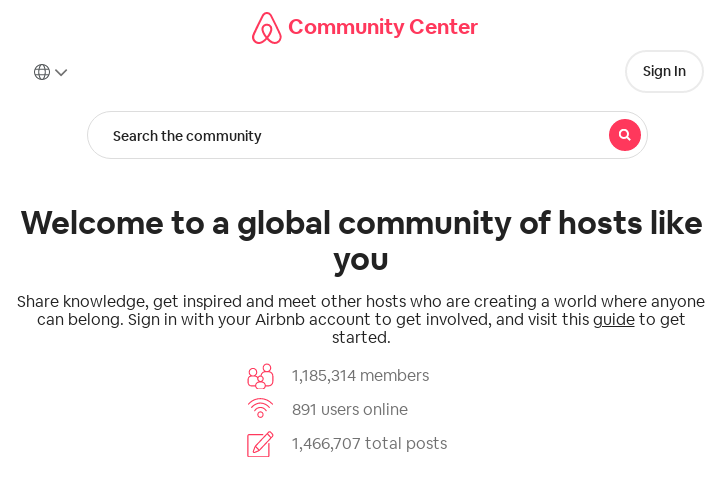 Community Center
Sign In
Search the community
Welcome to a global community of hosts like
you
Share knowledge, get inspired and meet other hosts who are creating a world where anyone
can belong. Sign in with your Airbnb account to get involved, and visit this guide to get
started.
1,185,314 members
891 users online
1,466,707 total posts